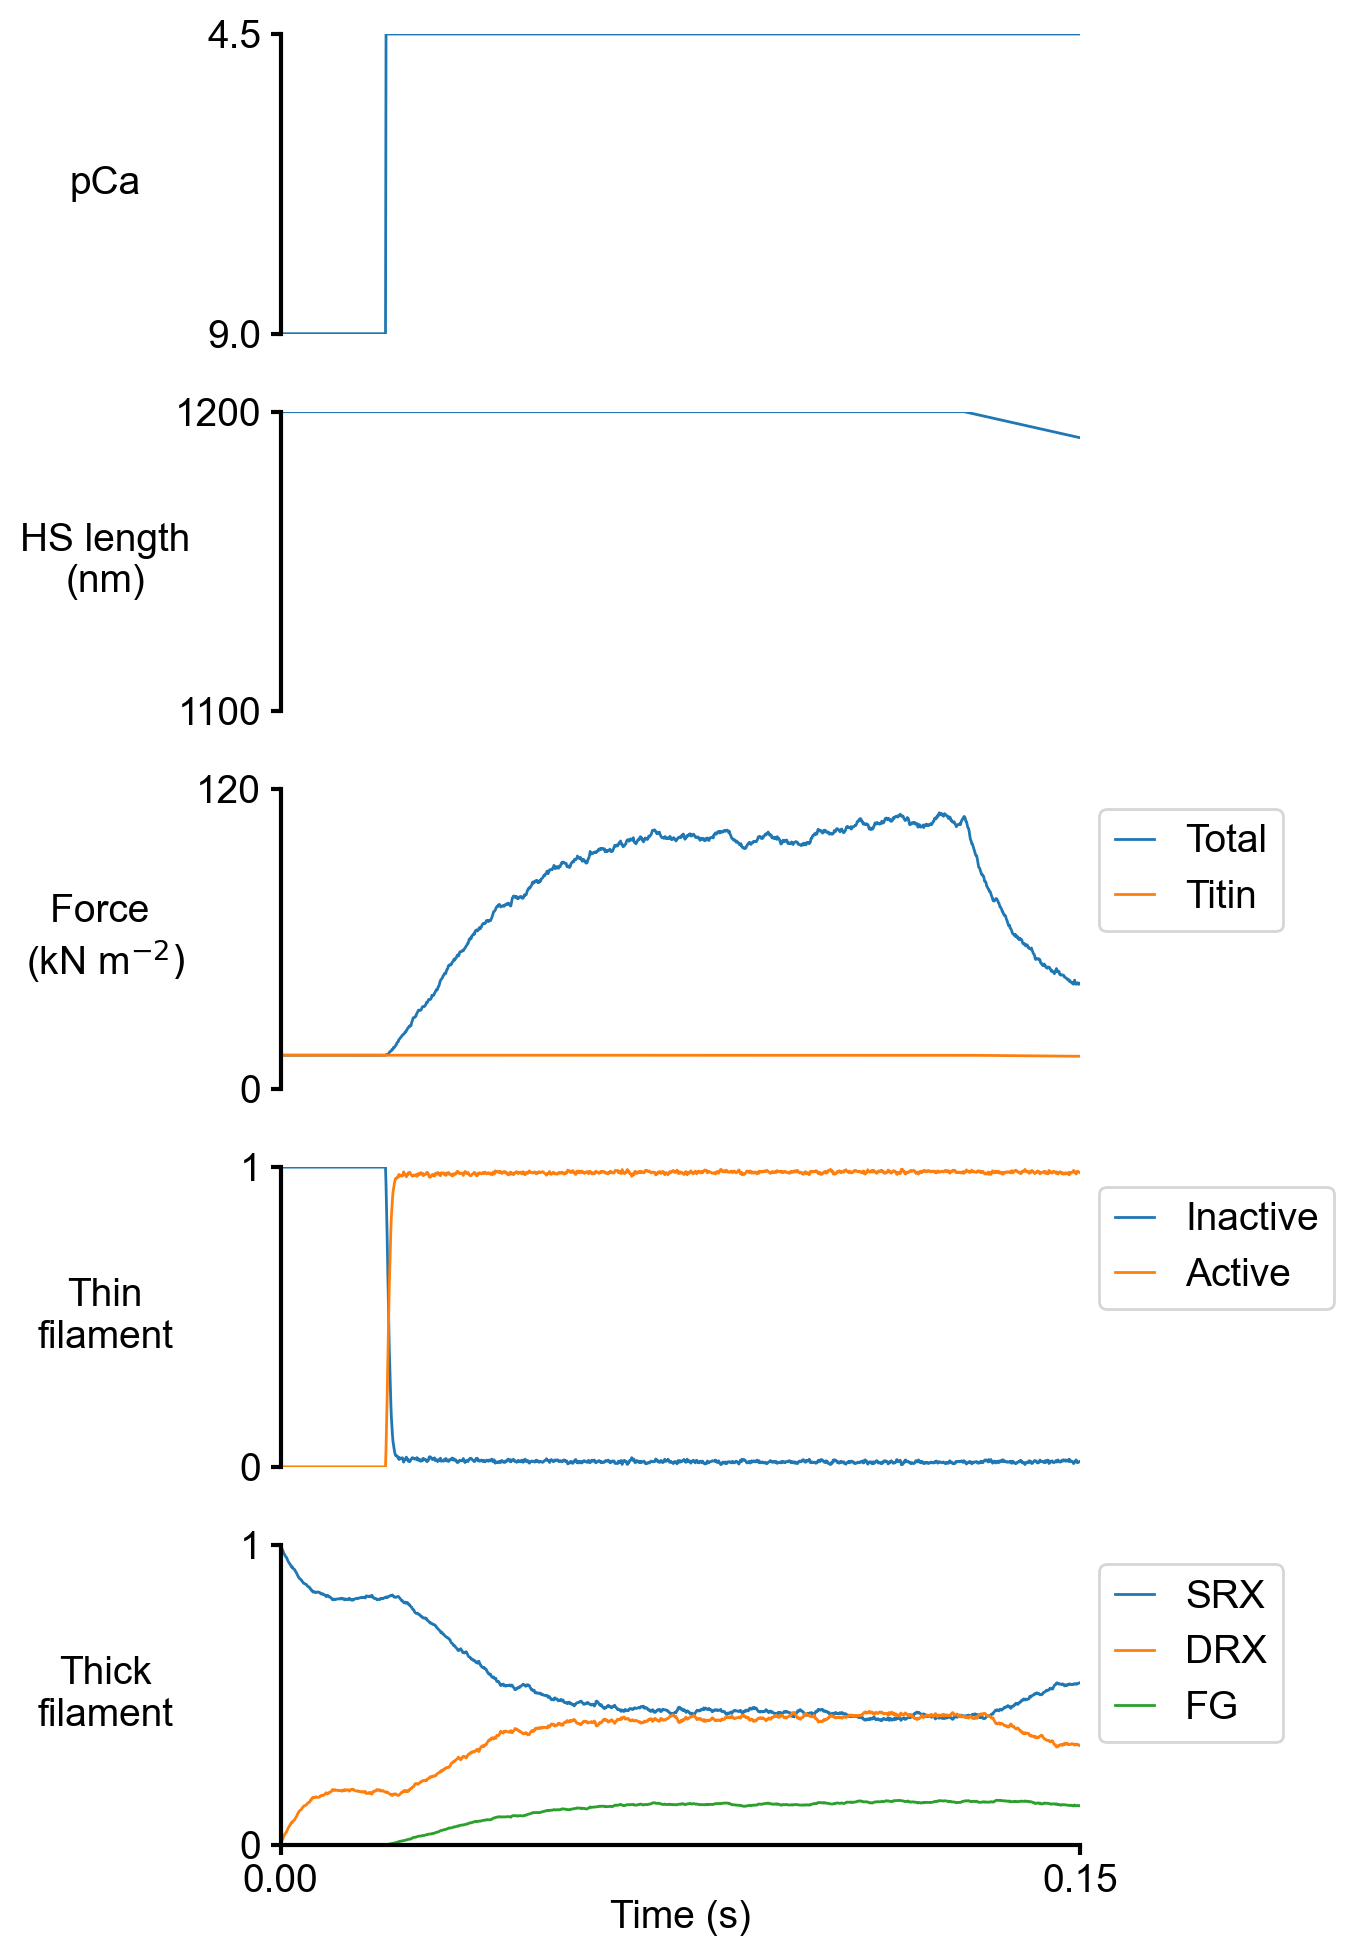 4.5
pCa
9.0
1200
HS length
(nm)
1100
120
Force
(kN m⁻²)
0
Total
Titin
1
Thin
filament
0
Inactive
Active
1
Thick
filament
0
SRX
DRX
FG
0.00
0.15
Time (s)